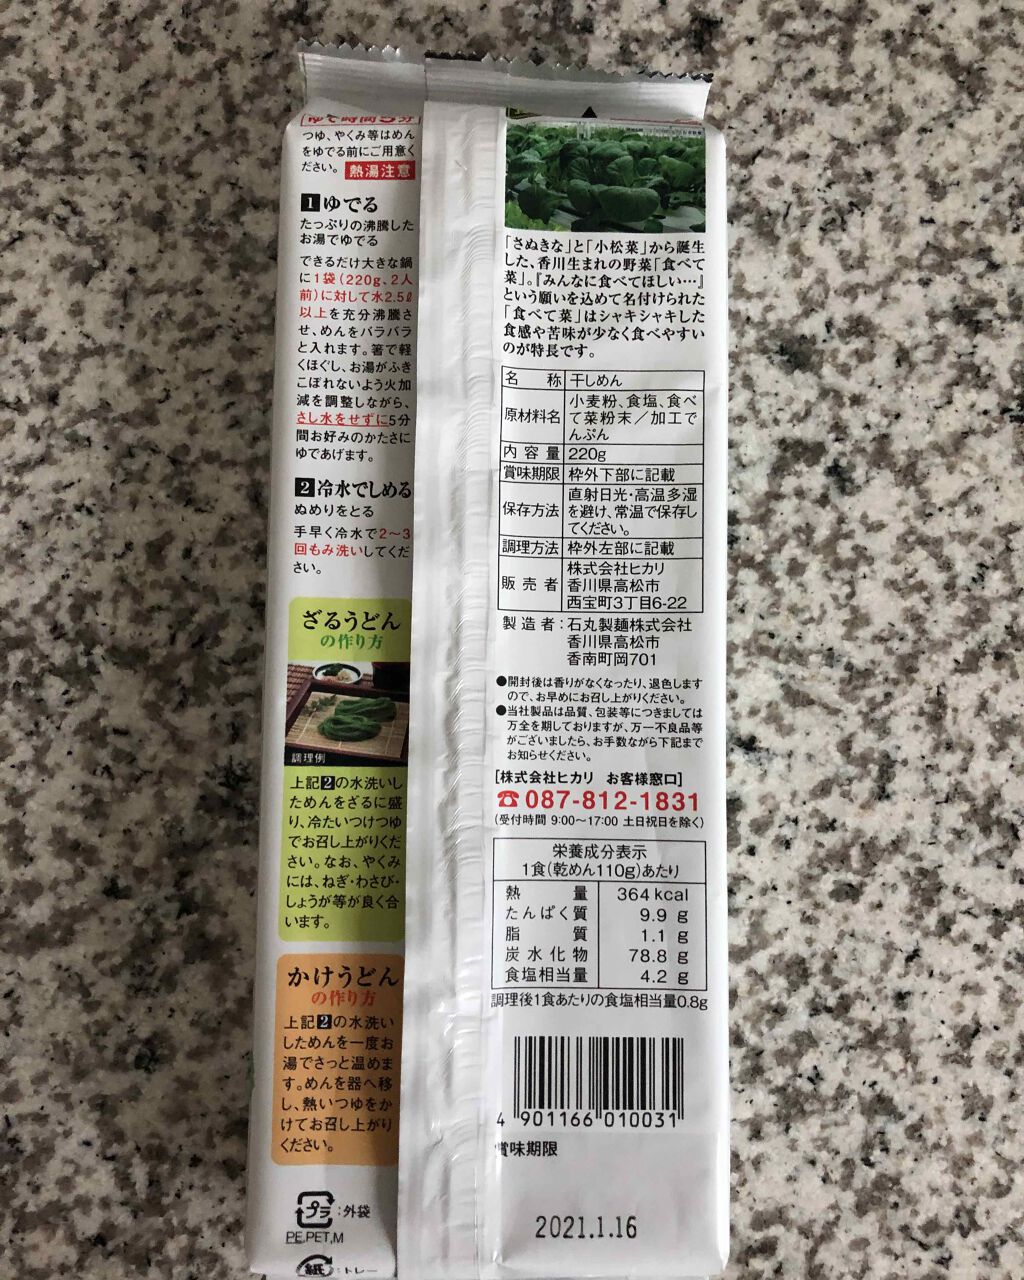 ゆで時間5分
つゆ、やくみ等はめん
をゆでる前にご用意く
ださい。 熱湯注意
1 ゆでる
たっぷりの沸騰した
お湯でゆでる
できるだけ大きな鍋
に1袋(220g、2人
前)に対して水2.5ℓ
以上を充分沸騰さ
せ、めんをバラバラ
と入れます。箸で軽
くほぐし、お湯がふき
こぼれないよう火加
減を調整しながら、
さし水をせずに5分
間お好みのかたさに
ゆであげます。
2 冷水でしめる
ぬめりをとる
手早く冷水で2〜3
回もみ洗いしてくだ
さい。
ざるうどん
の作り方
調理例
上記2の水洗いし
ためんをざるに盛
り、冷たいつけつゆ
でお召し上がりくだ
さい。なお、やくみ
には、ねぎ・わさび・
しょうが等が良く合
います。
かけうどん
の作り方
上記2の水洗い
しためんを一度お
湯でさっと温めま
す。めんを器へ移
し、熱いつゆをか
けてお召し上がり
ください。
プラ :外袋
PE,PET,M
紙 :トレー
「さぬきな」と「小松菜」から誕生
した、香川生まれの野菜「食べて
菜」。『みんなに食べてほしい…』
という願いを込めて名付けられた
「食べて菜」はシャキシャキした
食感や苦味が少なく食べやすい
のが特長です。
名称 干しめん
原材料名 小麦粉、食塩、食べ
て菜粉末/加工で
んぷん
内容量 220g
賞味期限 枠外下部に記載
保存方法 直射日光・高温多湿
を避け、常温で保存し
てください。
調理方法 枠外左部に記載
販売者 株式会社ヒカリ
香川県高松市
西宝町3丁目6-22
製造者:石丸製麺株式会社
香川県高松市
香南町岡701
●開封後は香りがなくなったり、退色します
ので、お早めにお召し上がりください。
●当社製品は品質、包装等につきましては
万全を期しておりますが、万一不良品等
がございましたら、お手数ながら下記まで
お知らせください。
[株式会社ヒカリ お客様窓口]
☎087-812-1831
(受付時間 9:00〜17:00 土日祝日を除く)
栄養成分表示
1食(乾めん110g)あたり
熱量 364 kcal
たんぱく質 9.9 g
脂質 1.1 g
炭水化物 78.8 g
食塩相当量 4.2 g
調理後1食あたりの食塩相当量0.8g
4 901166 010031
賞味期限
2021.1.16